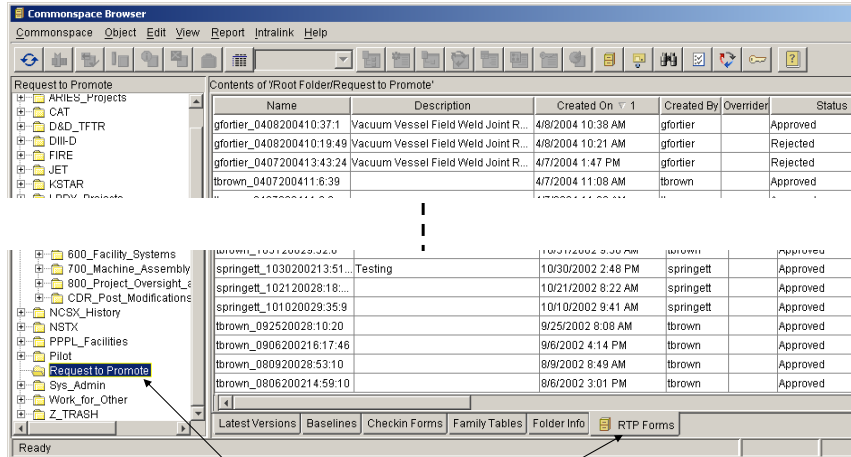 Commonspace Browser
Commonspace Object Edit View Report Intralink Help
Request to Promote
Contents of '/Root Folder/Request to Promote'
ARIES_Projects
CAT
D&D_TFTR
DIII-D
FIRE
JET
KSTAR
Name Description Created On 1 Created By Overrider Status
gfortier_0408200410:37:1 Vacuum Vessel Field Weld Joint R... 4/8/2004 10:38 AM gfortier Approved
gfortier_0408200410:19:49 Vacuum Vessel Field Weld Joint R... 4/8/2004 10:21 AM gfortier Rejected
gfortier_0407200413:43:24 Vacuum Vessel Field Weld Joint R... 4/7/2004 1:47 PM gfortier Rejected
tbrown_0407200411:6:39 4/7/2004 11:08 AM tbrown Approved
600_Facility_Systems
700_Machine_Assembly
800_Project_Oversight_
CDR_Post_Modifications
NCSX_History
NSTX
PPPL_Facilities
Pilot
Request to Promote
Sys_Admin
Work_for_Other
Z_TRASH
springett_1030200213:51... Testing 10/30/2002 2:48 PM springett Approved
springett_102120028:18:... 10/21/2002 8:22 AM springett Approved
springett_101020029:35:9 10/10/2002 9:41 AM springett Approved
tbrown_092520028:10:20 9/25/2002 8:08 AM tbrown Approved
tbrown_0906200216:17:46 9/6/2002 4:14 PM tbrown Approved
tbrown_080920028:53:10 8/9/2002 8:49 AM tbrown Approved
tbrown_0806200214:59:10 8/6/2002 3:01 PM tbrown Approved
Latest Versions Baselines Checkin Forms Family Tables Folder Info RTP Forms
Ready